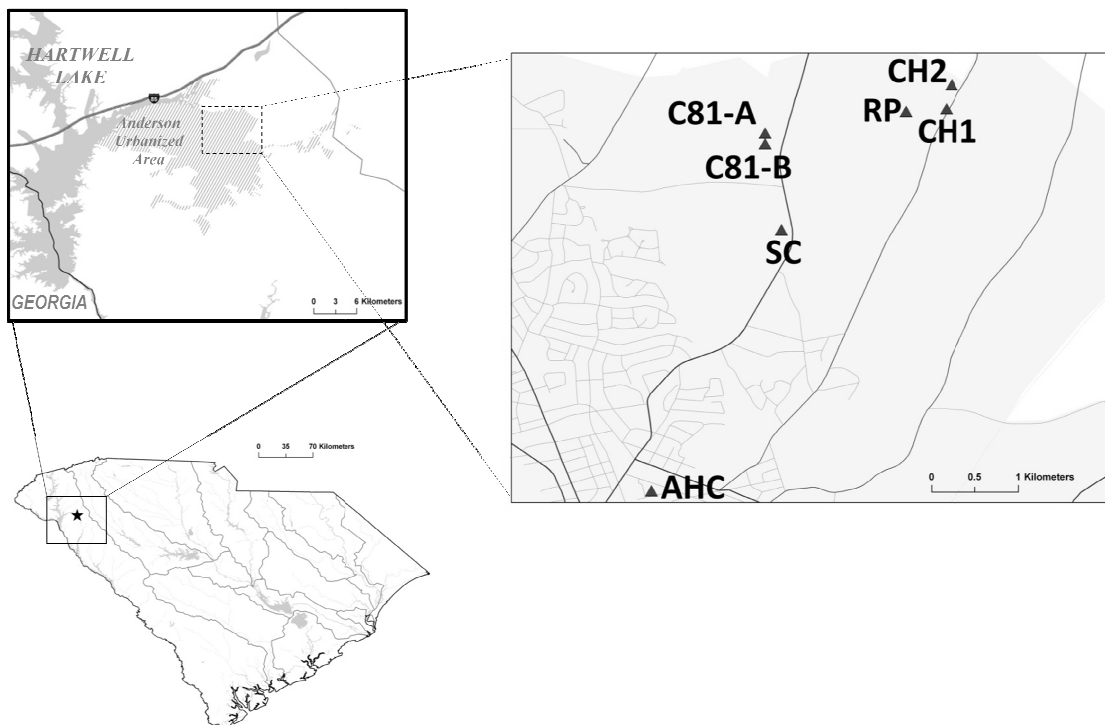 HARTWELL
LAKE
Anderson
Urbanized
Area
GEORGIA
0 3 6 Kilometers
CH2
C81-A
RP
CH1
C81-B
SC
0 0.5 1 Kilometers
AHC
0 35 70 Kilometers